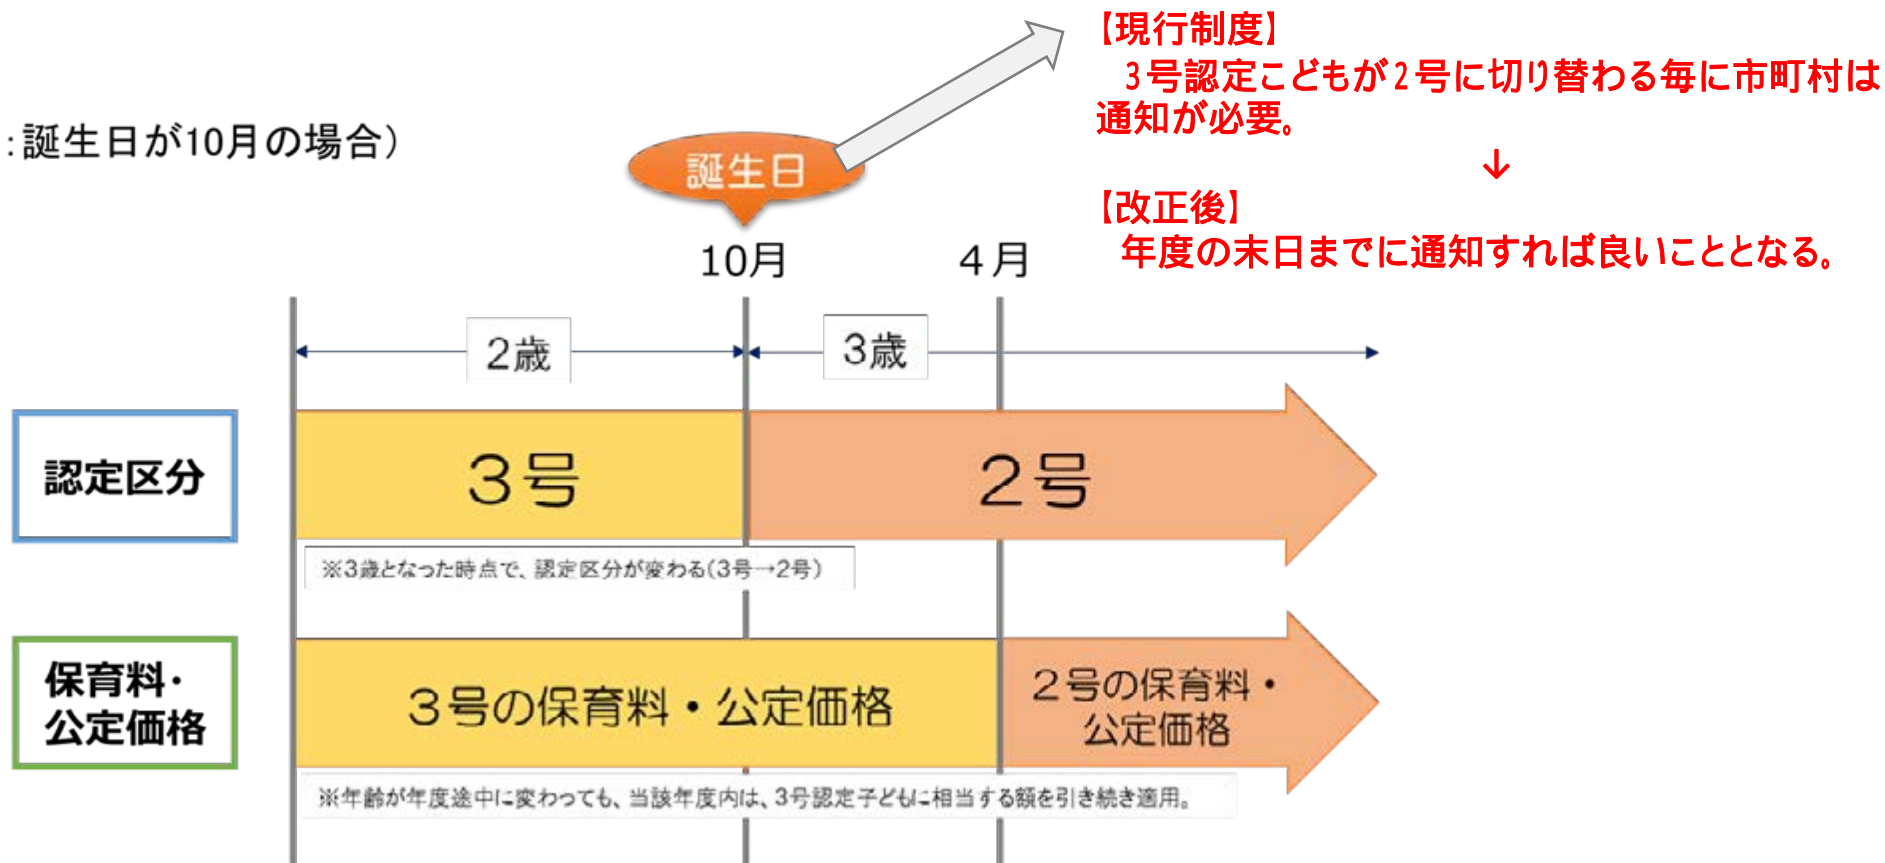 【現行制度】
3号認定こどもが2号に切り替わる毎に市町村は
通知が必要。
↓
【改正後】
年度の末日までに通知すれば良いこととなる。
:誕生日が10月の場合)
誕生日
10月
4月
2歳
3歳
認定区分
3号
2号
※3歳となった時点で、認定区分が変わる(3号→2号)
保育料・
公定価格
3号の保育料・公定価格
2号の保育料・
公定価格
※年齢が年度途中に変わっても、当該年度内は、3号認定子どもに相当する額を引き続き適用。